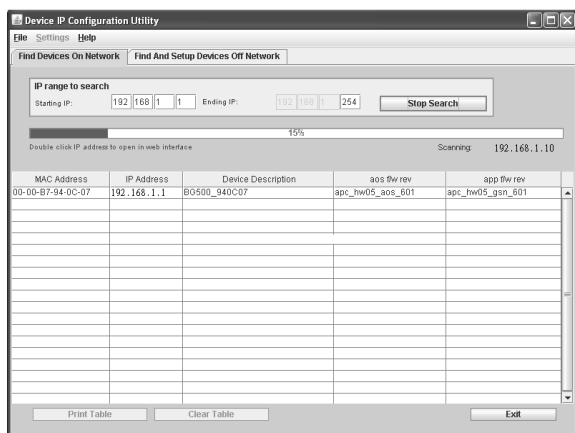 Device IP Configuration Utility
File Settings Help
Find Devices On Network Find And Setup Devices Off Network
IP range to search
Starting IP: 192 168 1 1 Ending IP: 192 168 1 254 Stop Search
15%
Double click IP address to open in web interface Scanning: 192.168.1.10
MAC Address IP Address Device Description aos f/w rev app f/w rev
00-00-B7-94-0C-07 192.168.1.1 BG500_940C07 apc_hw05_aos_601 apc_hw05_gsn_601
Print Table Clear Table Exit